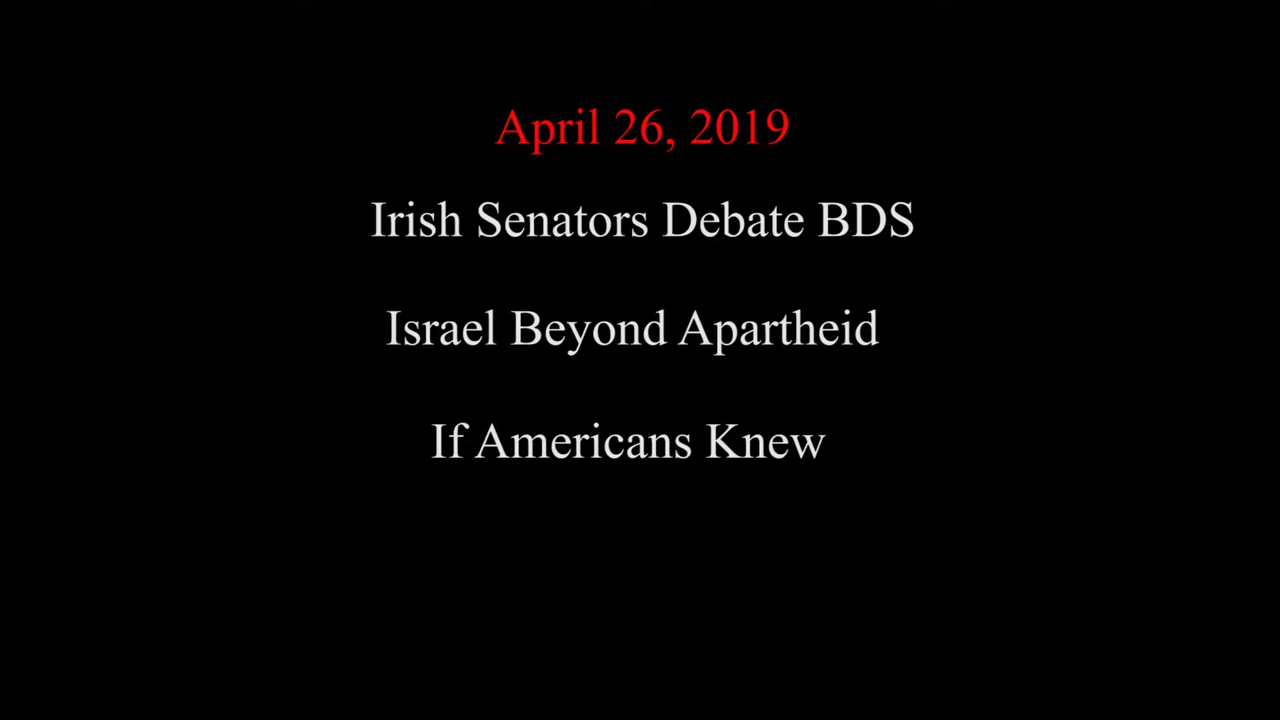 April 26, 2019
Irish Senators Debate BDS
Israel Beyond Apartheid
If Americans Knew